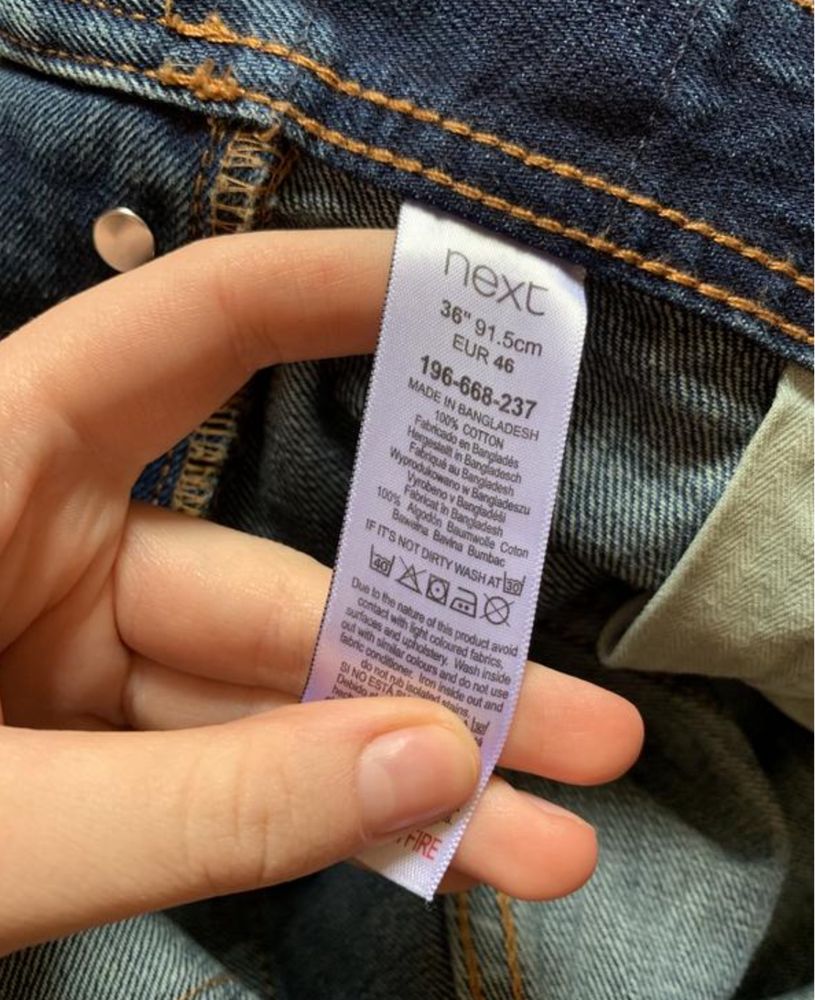 next
36" 91.5cm
EUR 46
196-668-237
MADE IN BANGLADESH
100% COTTON
Fabricado en Bangladés
Hergestellt in Bangladesch
Fabriqué au Bangladesh
Wyprodukowano w Bangladeszu
Vyrobeno v Bangladéši
Fabricat în Bangladesh
100% Algodón Baumwolle Coton
Bawełna Bavlna Bumbac
IF IT'S NOT DIRTY WASH AT 30
40
Due to the nature of this product avoid
contact with light coloured fabrics,
surfaces and upholstery. Wash inside
out with similar colours and do not use
fabric conditioner. Iron inside out and
do not rub isolated stains.
SI NO ESTÁ
Debido
FIRE